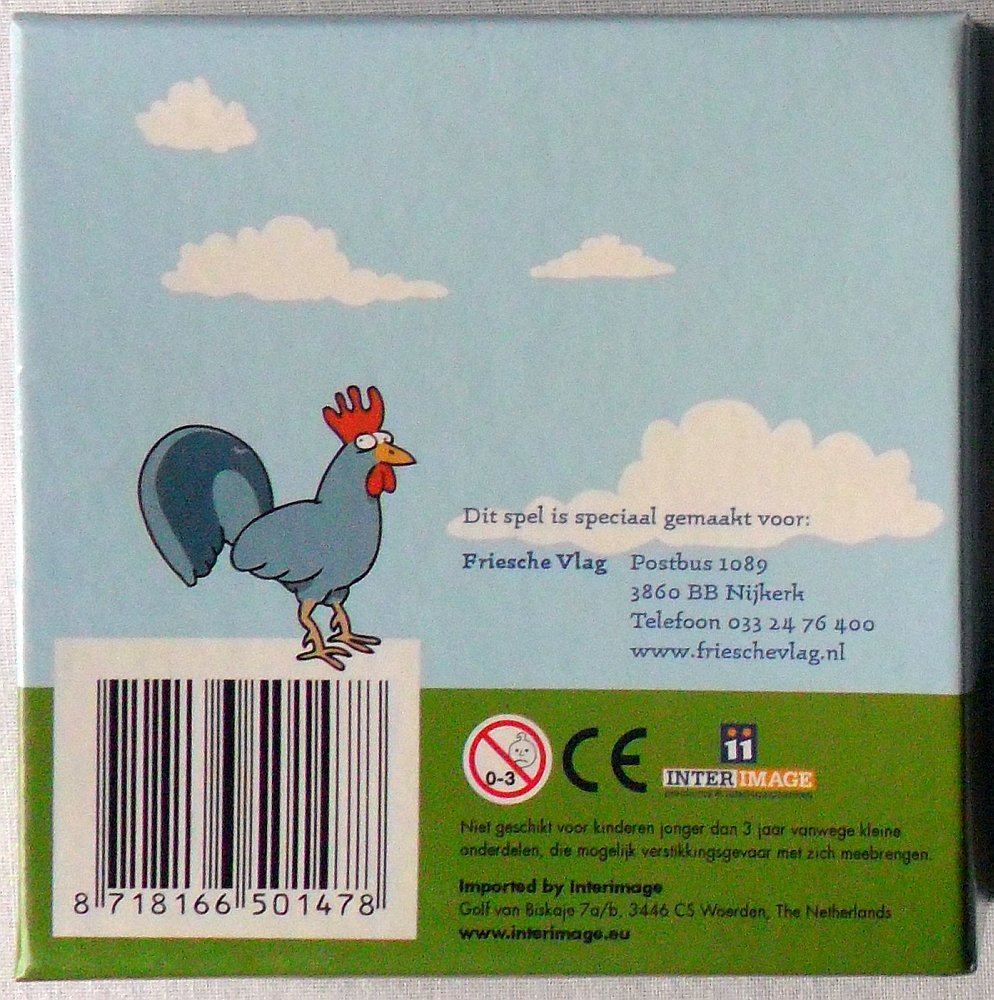 Dit spel is speciaal gemaakt voor:
Friesche Vlag Postbus 1089
3860 BB Nijkerk
Telefoon 033 24 76 400
www.frieschevlag.nl
0-3
CE
INTERIMAGE
Niet geschikt voor kinderen jonger dan 3 jaar vanwege kleine
onderdelen, die mogelijk verstikkingsgevaar met zich meebrengen.
Imported by Interimage
Golf van Biskaje 7a/b, 3446 CS Woerden, The Netherlands
www.interimage.eu
8 718166 501478